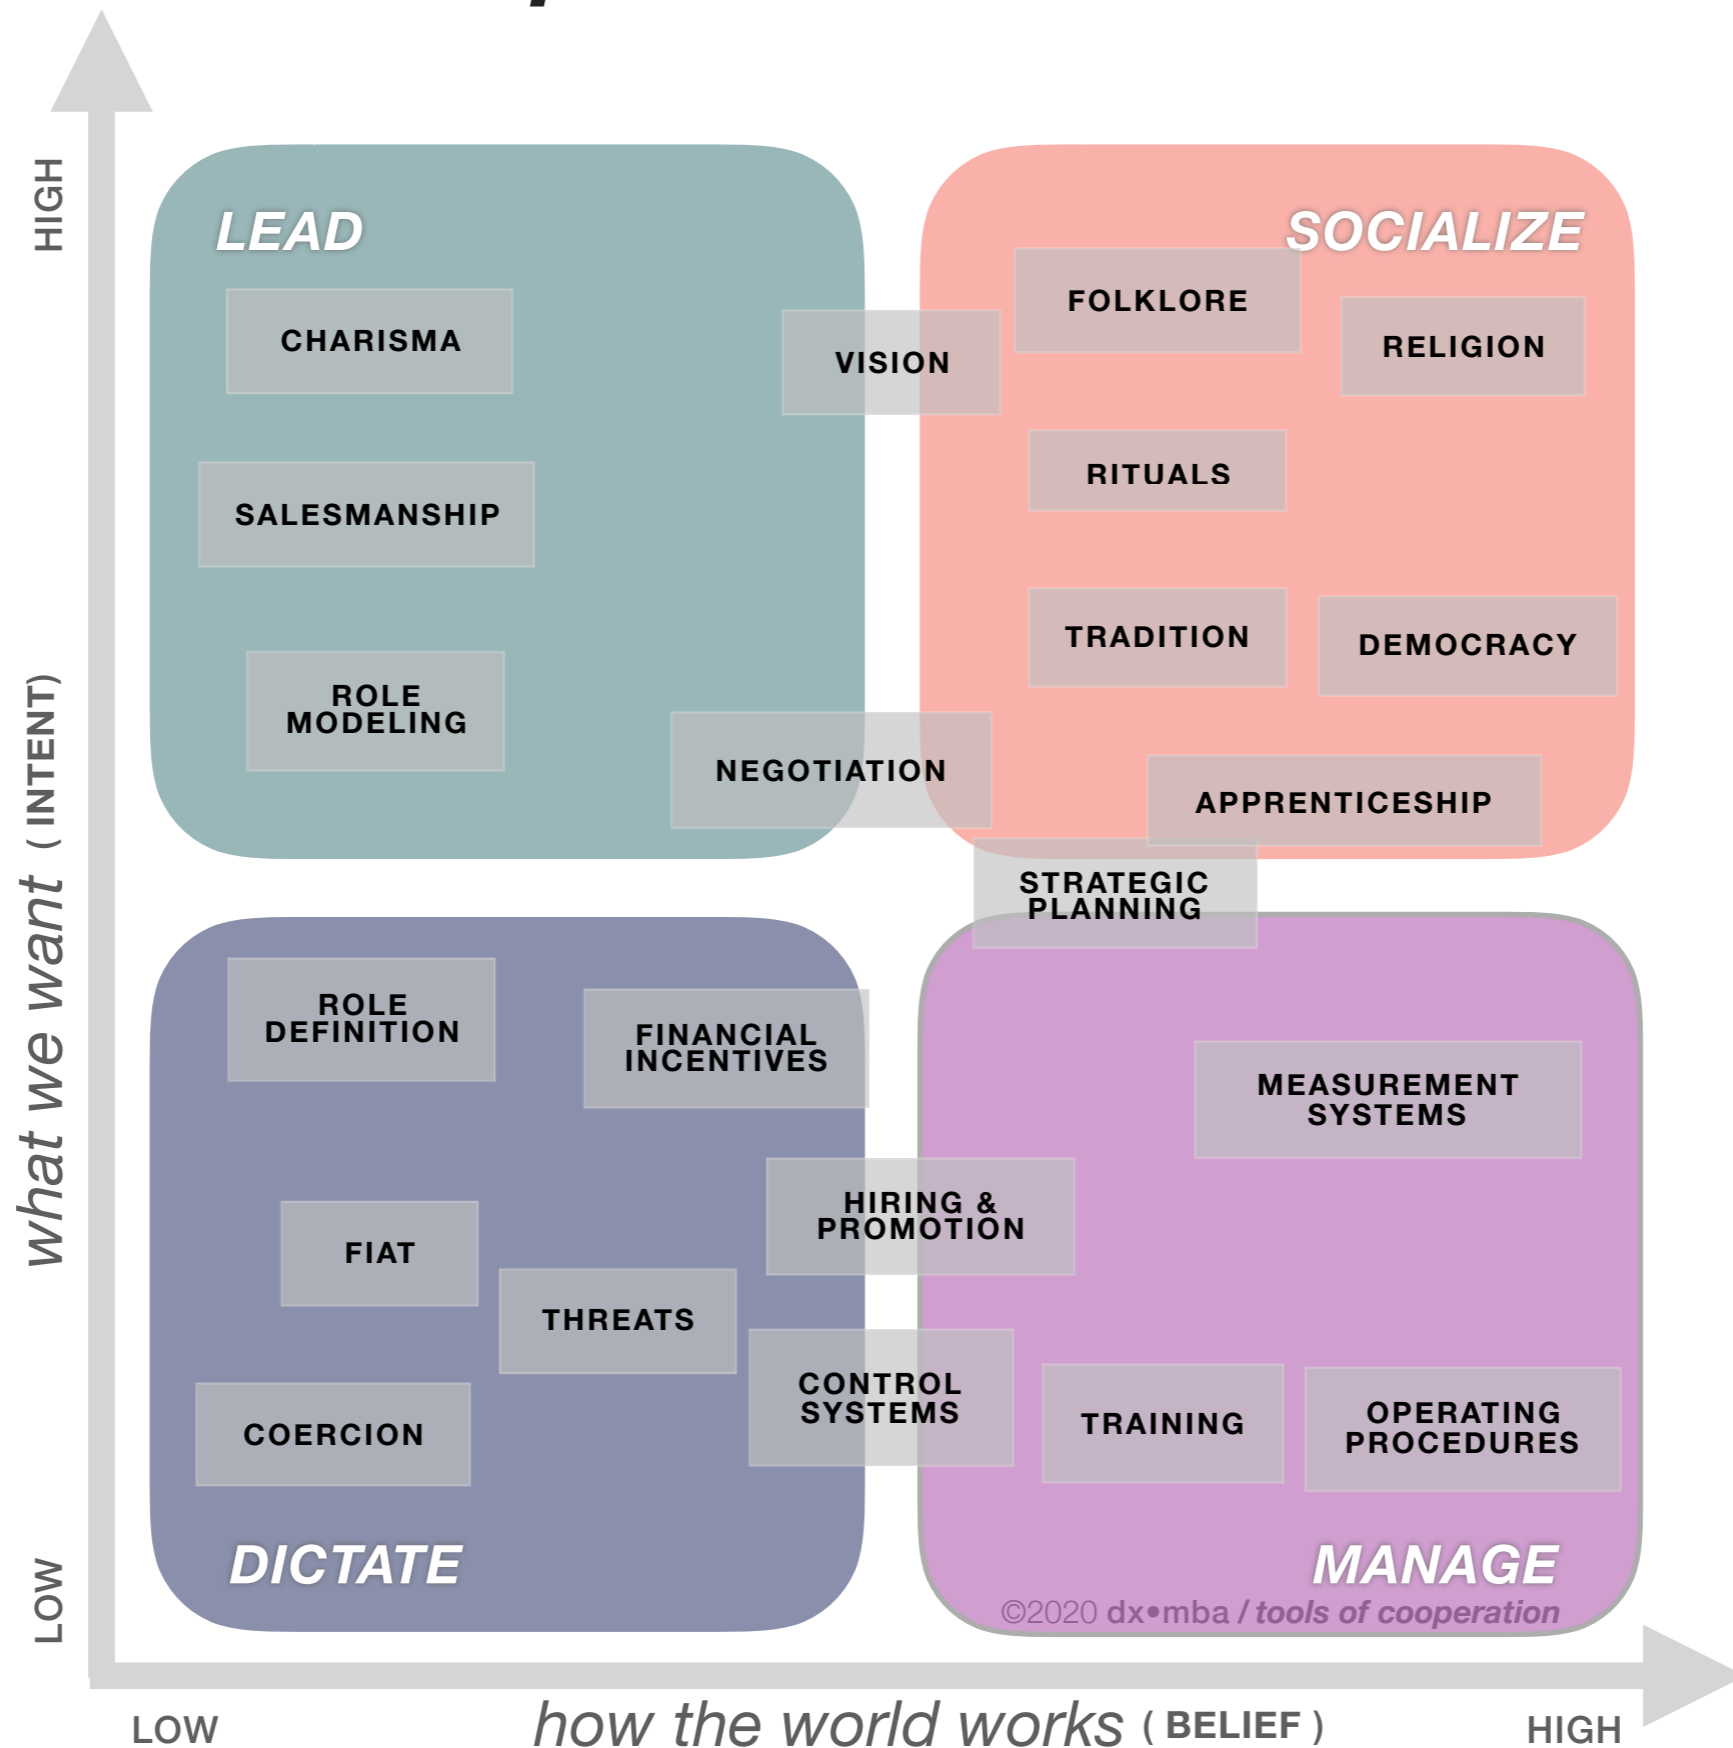 HIGH
LEAD
SOCIALIZE
CHARISMA
VISION
FOLKLORE
RELIGION
SALESMANSHIP
RITUALS
TRADITION
DEMOCRACY
ROLE
MODELING
NEGOTIATION
APPRENTICESHIP
STRATEGIC
PLANNING
what we want (INTENT)
ROLE
DEFINITION
FINANCIAL
INCENTIVES
MEASUREMENT
SYSTEMS
HIRING &
PROMOTION
FIAT
THREATS
CONTROL
SYSTEMS
TRAINING
OPERATING
PROCEDURES
COERCION
DICTATE
MANAGE
©2020 dx•mba / tools of cooperation
LOW
LOW
how the world works ( BELIEF )
HIGH